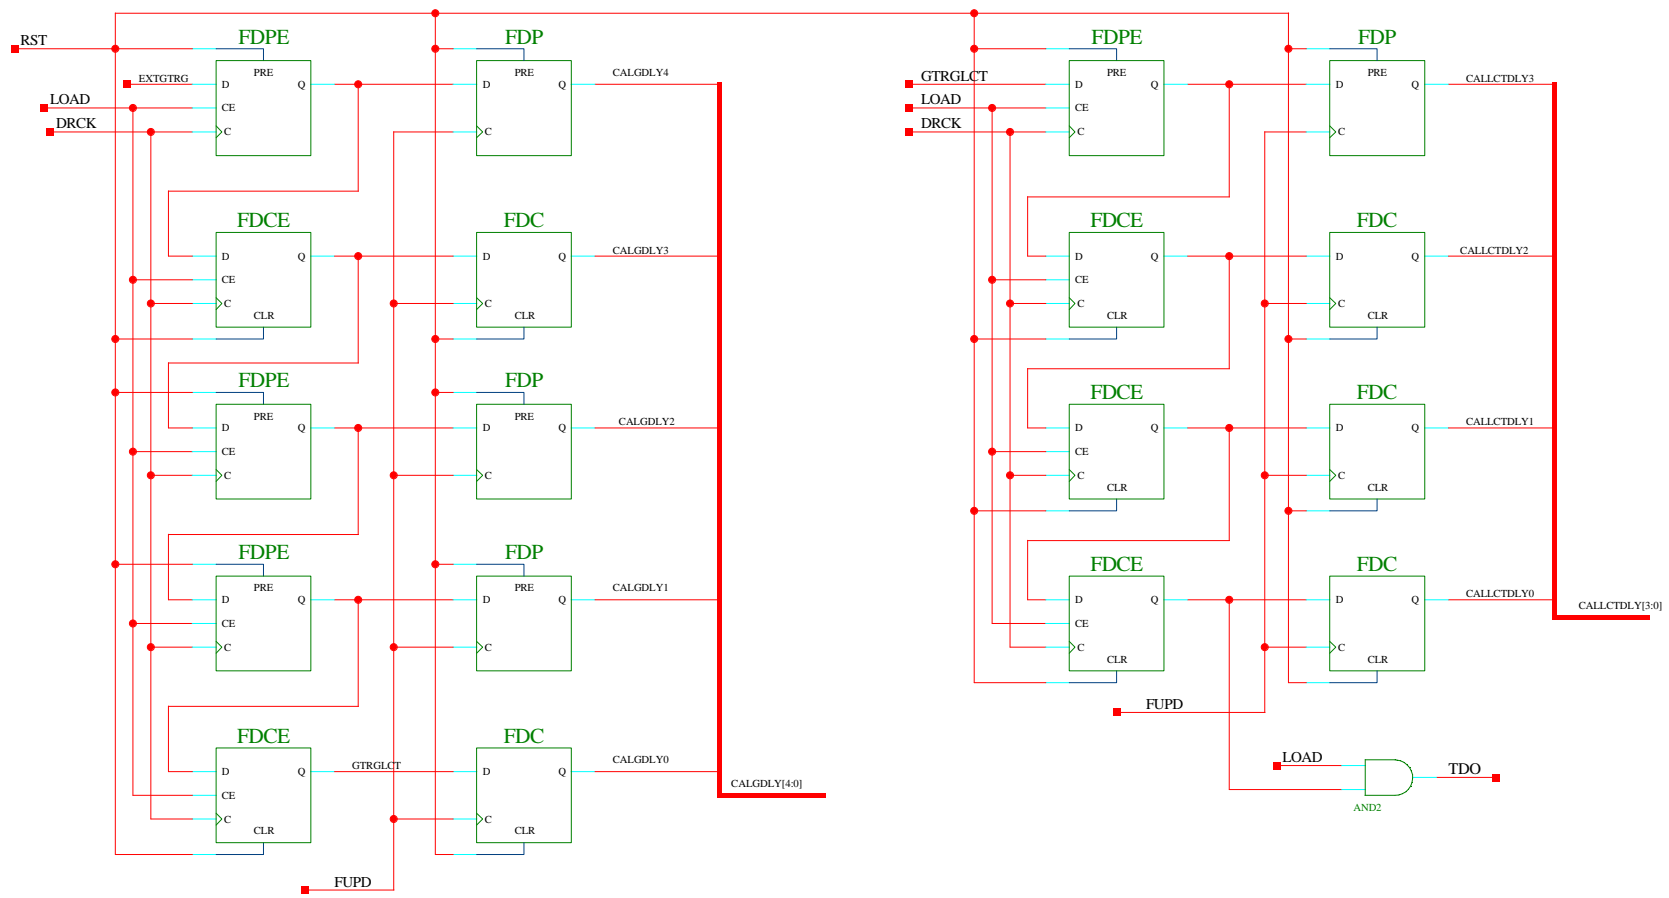 FDPE FDP FDPE FDP
RST
PRE PRE PRE PRE
EXTGTRG D Q D Q CALGDLY4 GTRGLCT D Q D Q CALLCTDLY3
LOAD CE LOAD CE
DRCK C C DRCK C C
FDCE FDC FDCE FDC
D Q D Q CALGDLY3 D Q D Q CALLCTDLY2
CE CE
C C C C
CLR CLR CLR CLR
FDPE FDP FDCE FDC
PRE PRE
D Q D Q CALGDLY2 D Q D Q CALLCTDLY1
CE CE
C C C C
CLR CLR
FDPE FDP FDCE FDC
PRE PRE
D Q D Q CALGDLY1 D Q D Q CALLCTDLY0
CALLCTDLY[3:0]
CE CE
C C C C
CLR CLR
FUPD
FDCE FDC
D Q GTRGLCT D Q CALGDLY0
LOAD
TDO
CALGDLY[4:0]
CE
AND2
C C
CLR CLR
FUPD